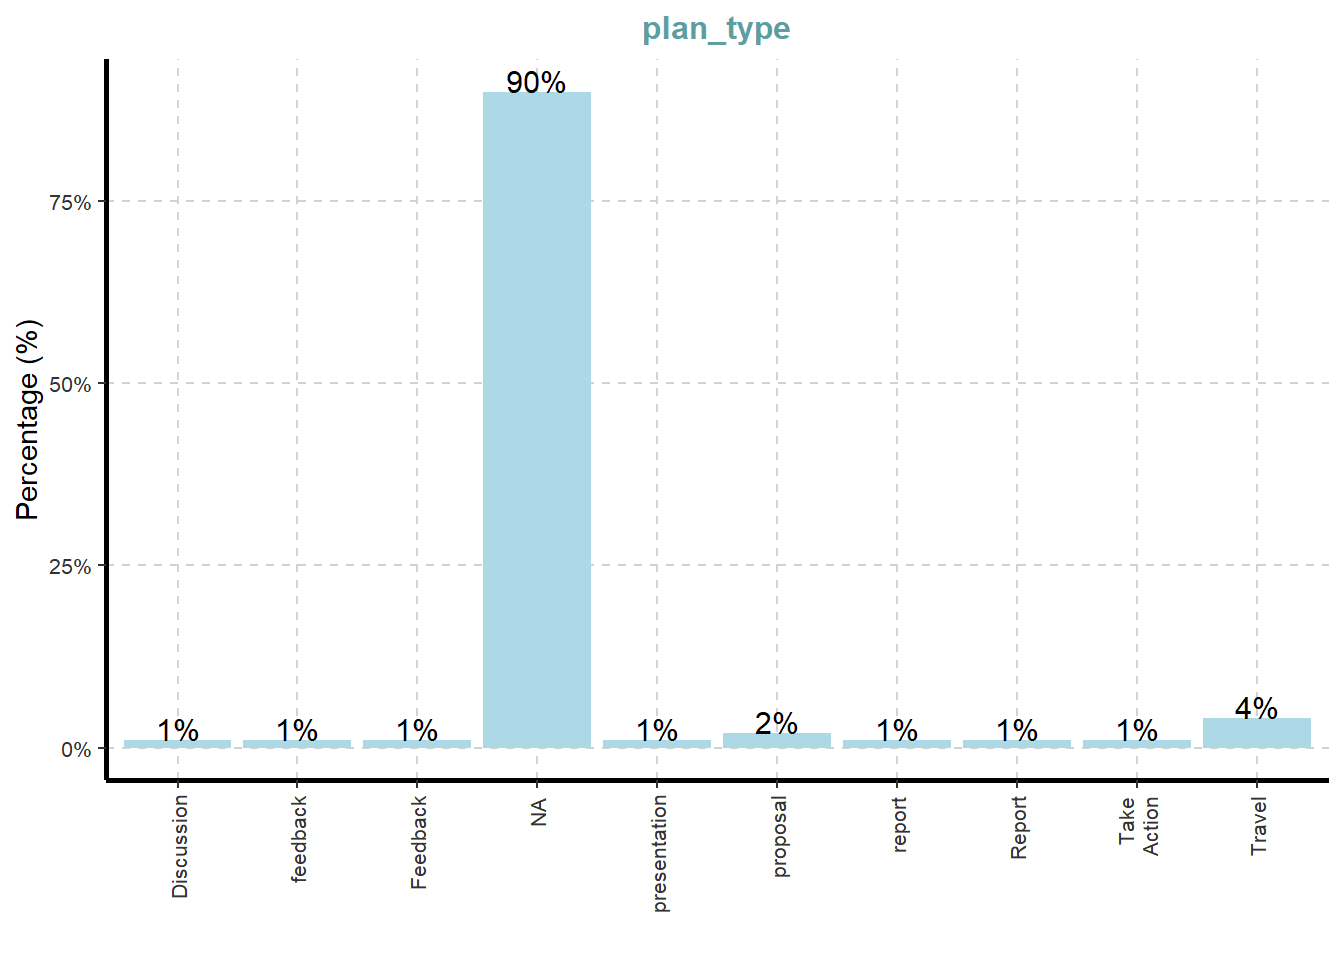 plan_type
Percentage (%)
75%
50%
25%
0%
1%
1%
1%
90%
1%
2%
1%
1%
1%
4%
Discussion
feedback
Feedback
NA
presentation
proposal
report
Report
Take
Action
Travel